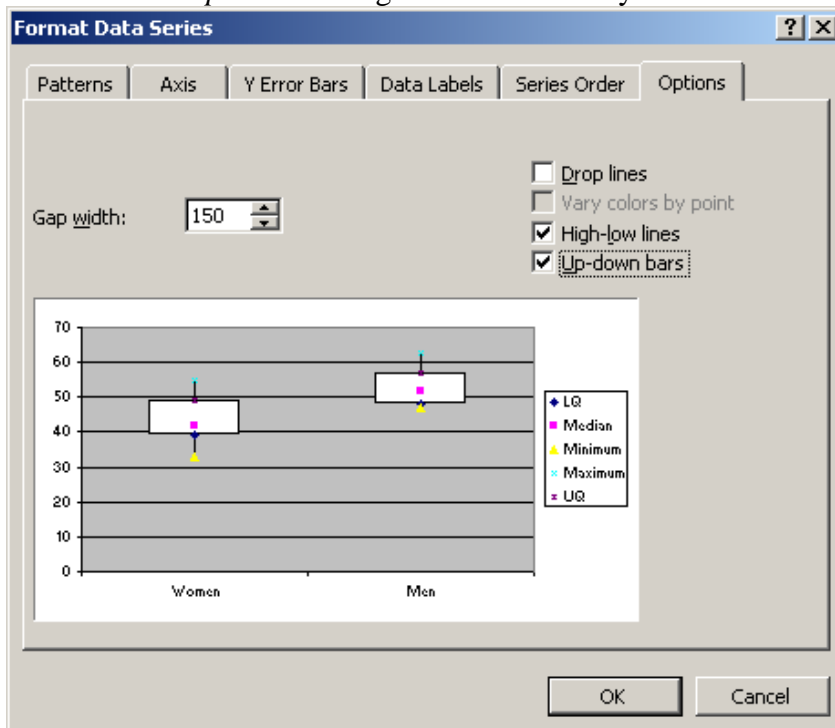 Format Data Series
Patterns Axis Y Error Bars Data Labels Series Order Options
Drop lines
Vary colors by point
Gap width: 150
High-low lines
Up-down bars
70
60
50
40
30
20
10
0
Women Men
LQ
Median
Minimum
Maximum
UQ
OK Cancel